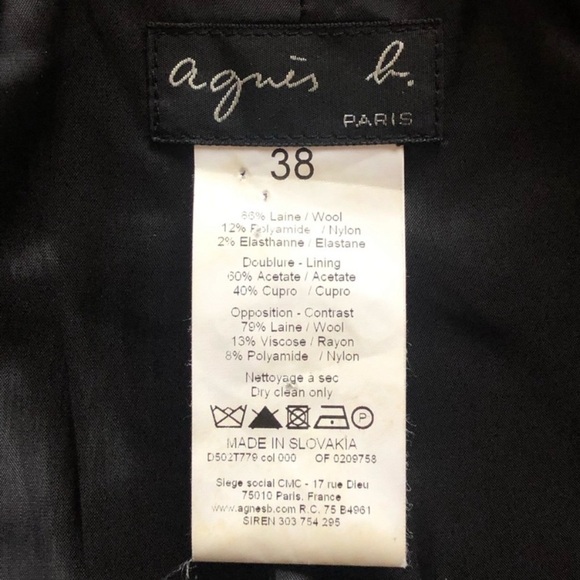 agnès b.
PARIS
38
86% Laine / Wool
12% Polyamide / Nylon
2% Elasthanne / Elastane
Doublure - Lining
60% Acetate / Acetate
40% Cupro / Cupro
Opposition - Contrast
79% Laine / Wool
13% Viscose / Rayon
8% Polyamide / Nylon
Nettoyage a sec
Dry clean only
P
MADE IN SLOVAKIA
D502T779 col 000 OF 0209758
Siege social CMC - 17 rue Dieu
75010 Paris, France
www.agnesb.com R.C. 75 B4961
SIREN 303 754 295